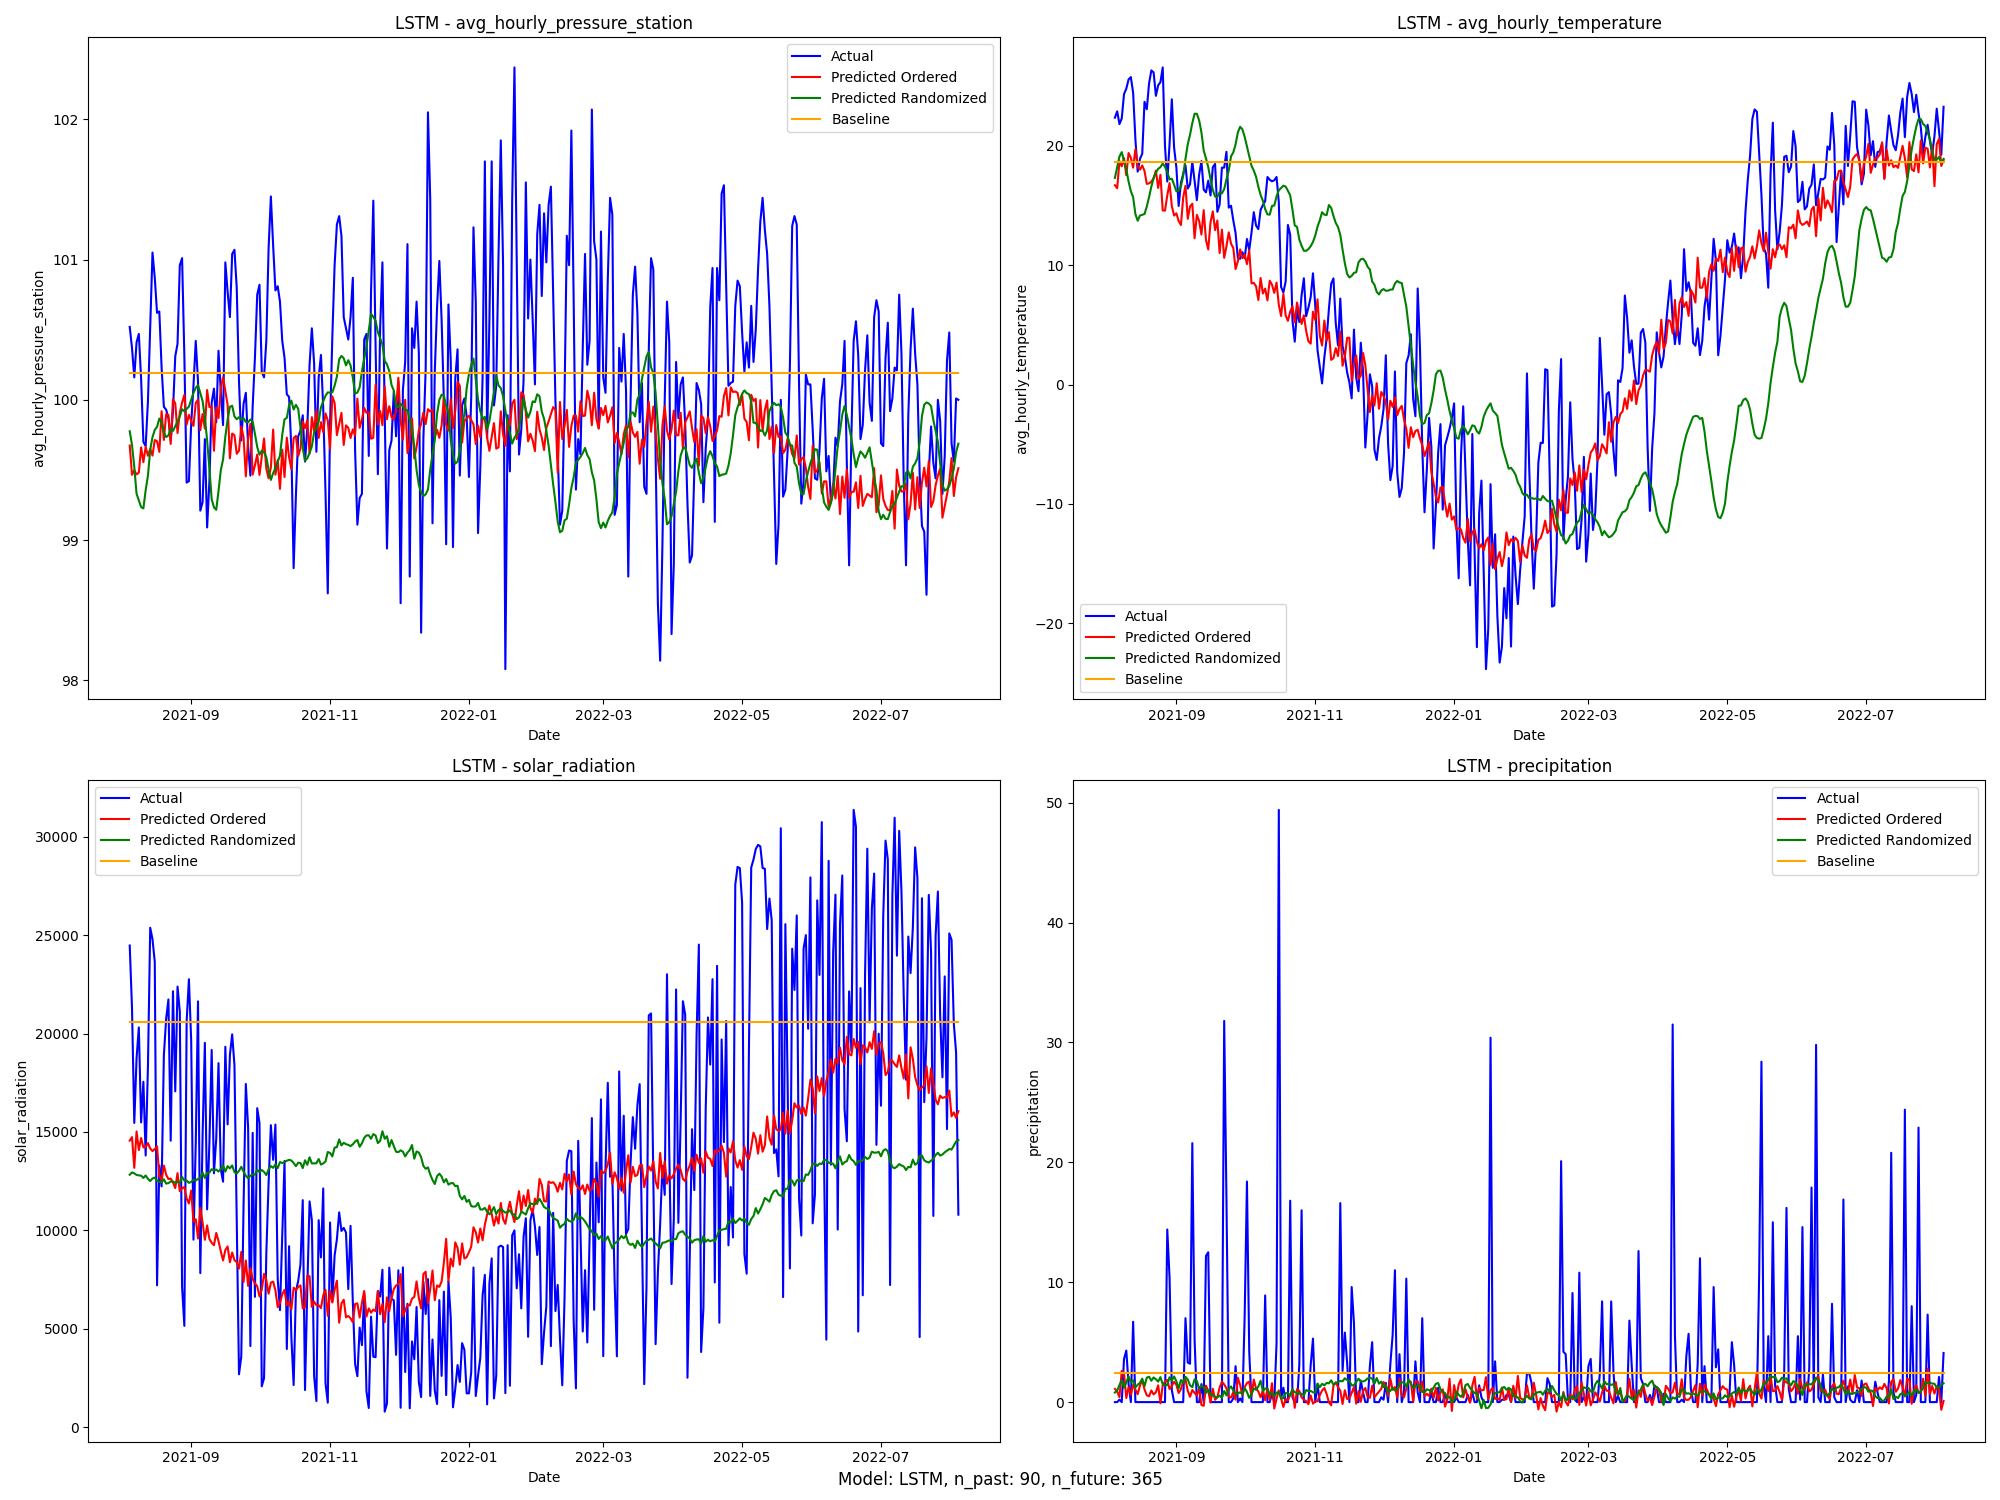 LSTM - avg_hourly_pressure_station
Actual
Predicted Ordered
Predicted Randomized
Baseline
avg_hourly_pressure_station
102
101
100
99
98
2021-09 2021-11 2022-01 2022-03 2022-05 2022-07
Date
LSTM - avg_hourly_temperature
avg_hourly_temperature
20
10
0
−10
−20
Actual
Predicted Ordered
Predicted Randomized
Baseline
2021-09 2021-11 2022-01 2022-03 2022-05 2022-07
Date
LSTM - solar_radiation
Actual
Predicted Ordered
Predicted Randomized
Baseline
solar_radiation
30000
25000
20000
15000
10000
5000
0
2021-09 2021-11 2022-01 2022-03 2022-05 2022-07
Date
LSTM - precipitation
Actual
Predicted Ordered
Predicted Randomized
Baseline
precipitation
50
40
30
20
10
0
2021-09 2021-11 2022-01 2022-03 2022-05 2022-07
Date
Model: LSTM, n_past: 90, n_future: 365